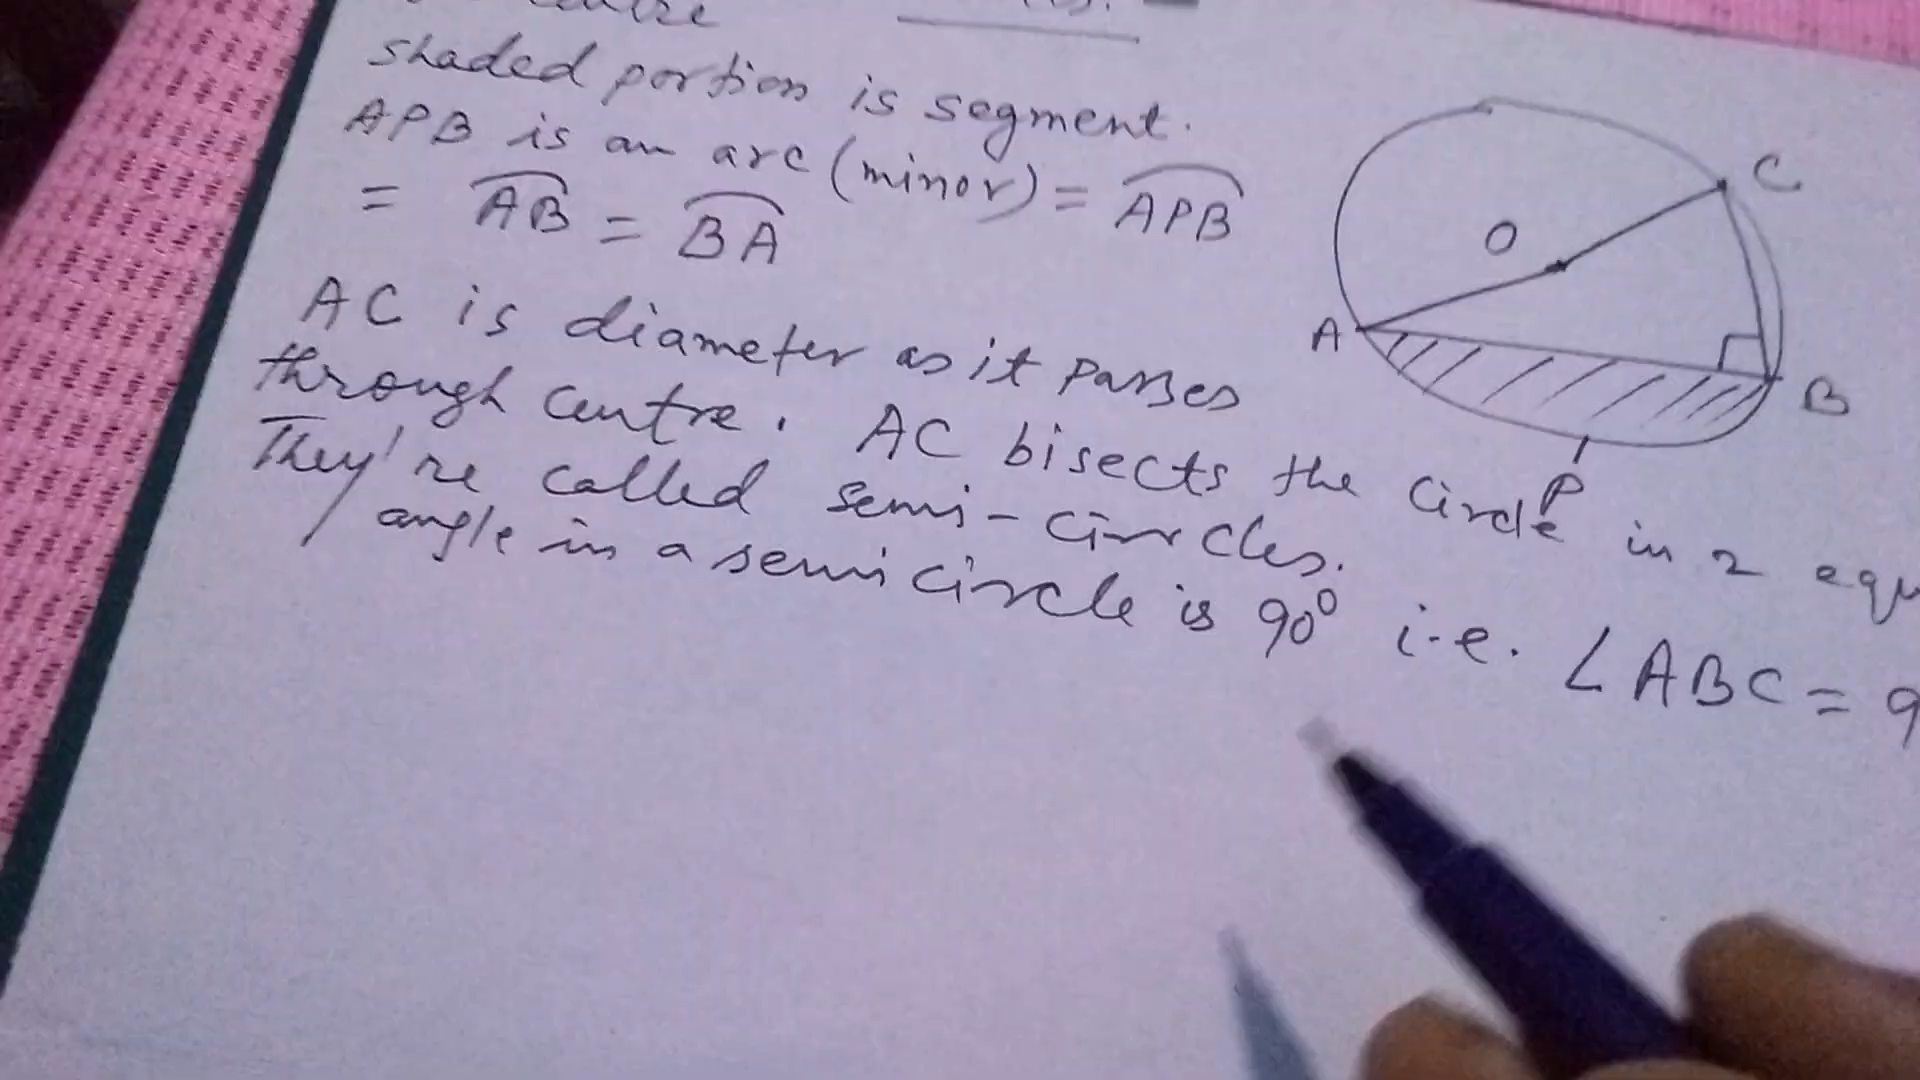 shaded portion is segment.
APB is an arc (minor) = APB
= AB = BA
AC is diameter as it passes
through centre. AC bisects the circle in 2 equ
They're called semi-circles.
angle in a semi circle is 90° i.e. ∠ABC = 9
C
O
A
B
P